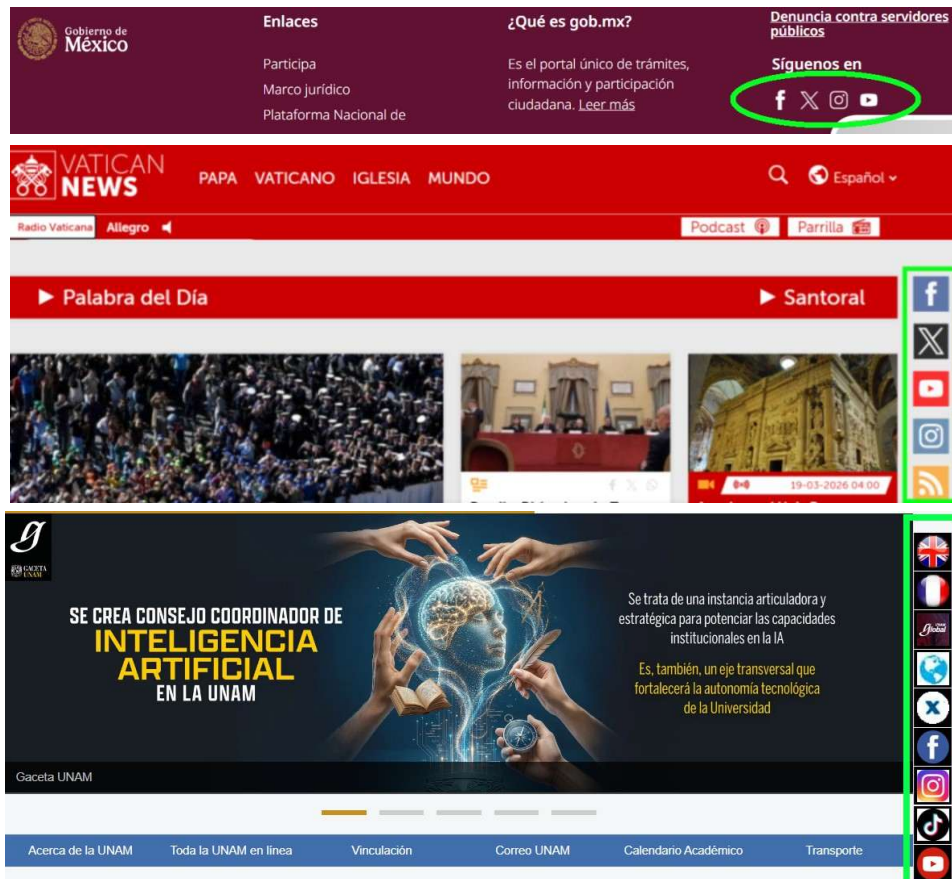 Gobierno de
México
Enlaces
Participa
Marco jurídico
Plataforma Nacional de
¿Qué es gob.mx?
Es el portal único de trámites,
información y participación
ciudadana. Leer más
Denuncia contra servidores
públicos
Síguenos en
VATICAN
NEWS
PAPA VATICANO IGLESIA MUNDO
Español
Radio Vaticana Allegro
Podcast Parrilla
Palabra del Día
Santoral
19-03-2026 04:00
GACETA
UNAM
SE CREA CONSEJO COORDINADOR DE
INTELIGENCIA
ARTIFICIAL
EN LA UNAM
Se trata de una instancia articuladora y
estratégica para potenciar las capacidades
institucionales en la IA
Es, también, un eje transversal que
fortalecerá la autonomía tecnológica
de la Universidad
Global
Gaceta UNAM
Acerca de la UNAM Toda la UNAM en línea Vinculación Correo UNAM Calendario Académico Transporte